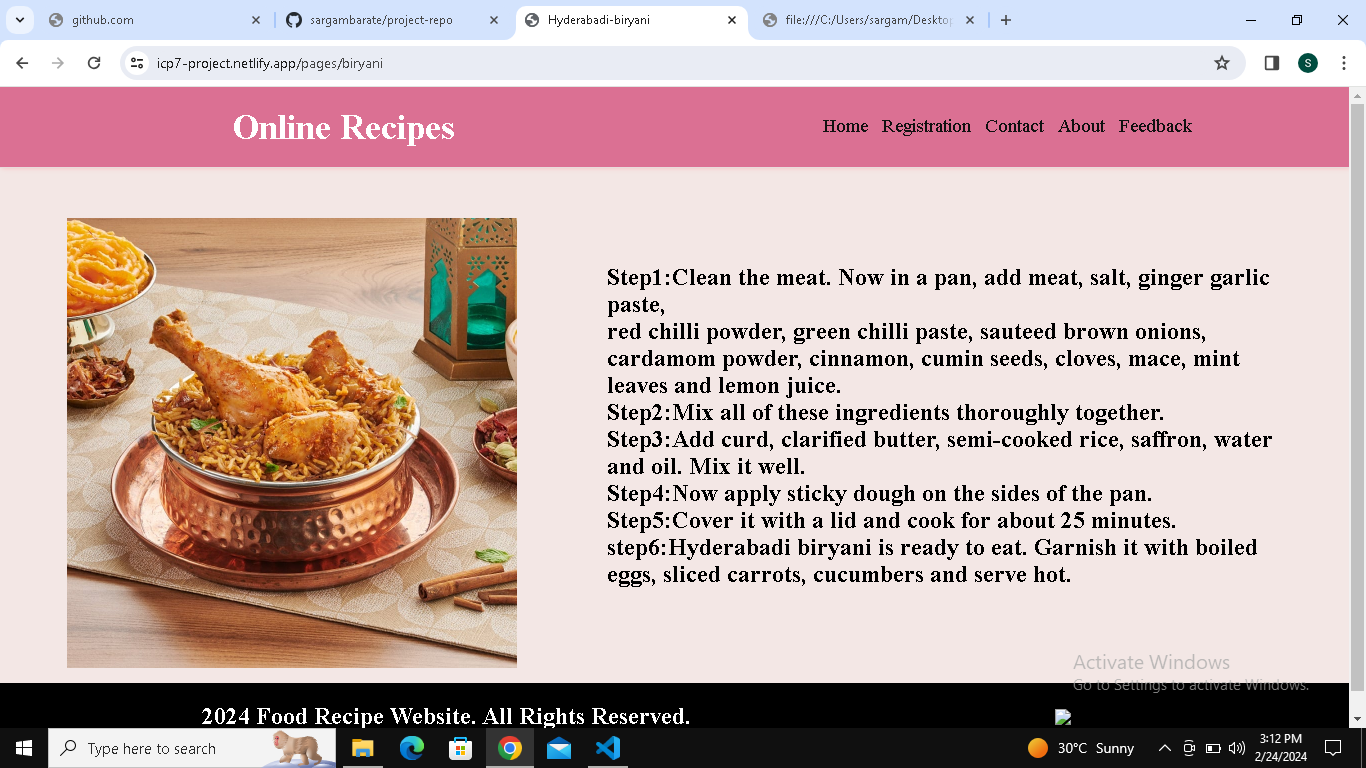 github.com
sargambarate/project-repo
Hyderabadi-biryani
file:///C:/Users/sargam/Desktop
icp7-project.netlify.app/pages/biryani
S
Online Recipes
Home Registration Contact About Feedback
Step1:Clean the meat. Now in a pan, add meat, salt, ginger garlic
paste,
red chilli powder, green chilli paste, sauteed brown onions,
cardamom powder, cinnamon, cumin seeds, cloves, mace, mint
leaves and lemon juice.
Step2:Mix all of these ingredients thoroughly together.
Step3:Add curd, clarified butter, semi-cooked rice, saffron, water
and oil. Mix it well.
Step4:Now apply sticky dough on the sides of the pan.
Step5:Cover it with a lid and cook for about 25 minutes.
step6:Hyderabadi biryani is ready to eat. Garnish it with boiled
eggs, sliced carrots, cucumbers and serve hot.
Activate Windows
Go to Settings to activate Windows.
2024 Food Recipe Website. All Rights Reserved.
Type here to search
30°C Sunny
3:12 PM
2/24/2024